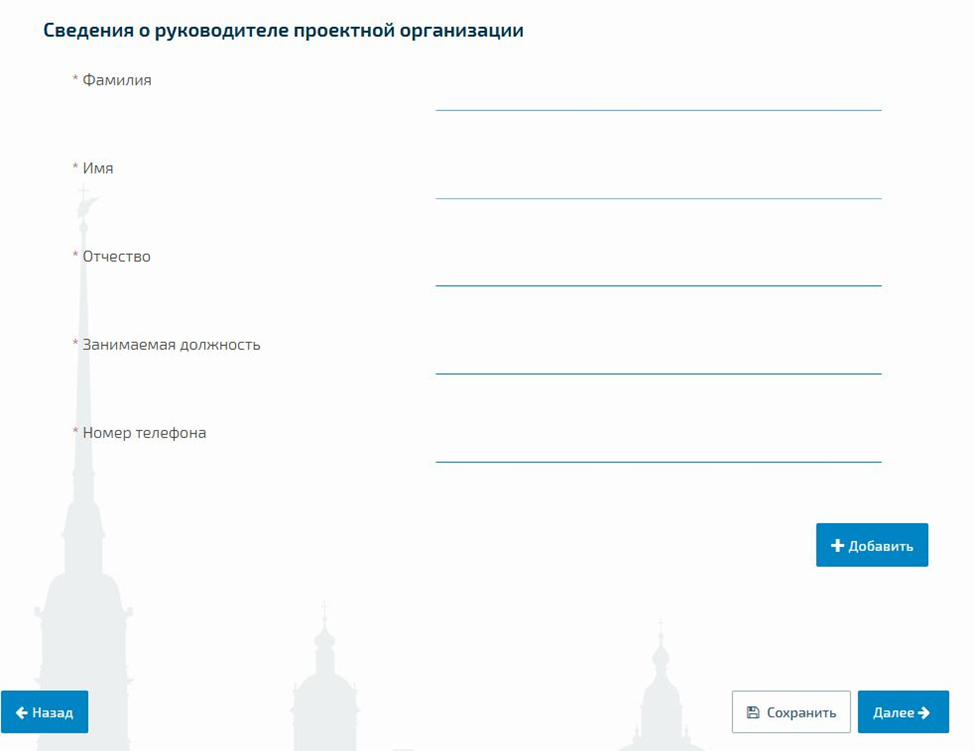 Сведения о руководителе проектной организации
* Фамилия
* Имя
* Отчество
* Занимаемая должность
* Номер телефона
+ Добавить
← Назад
Сохранить
Далее →